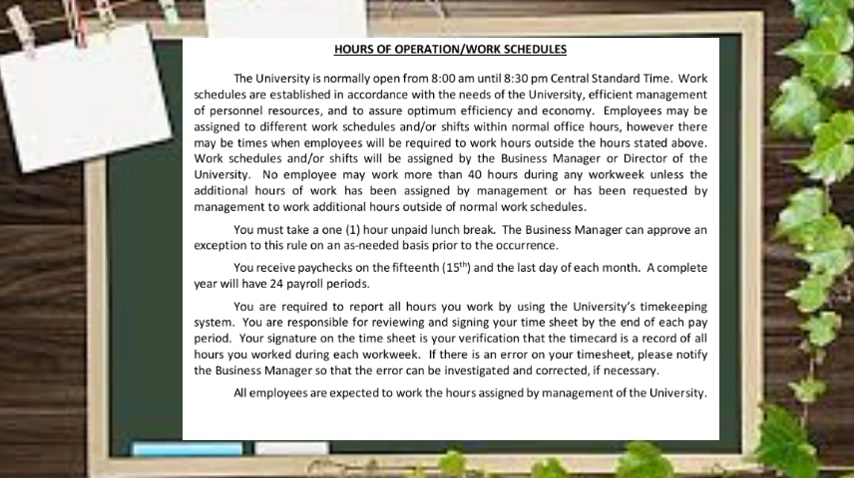 HOURS OF OPERATION/WORK SCHEDULES
The University is normally open from 8:00 am until 8:30 pm Central Standard Time. Work
schedules are established in accordance with the needs of the University, efficient management
of personnel resources, and to assure optimum efficiency and economy. Employees may be
assigned to different work schedules and/or shifts within normal office hours, however there
may be times when employees will be required to work hours outside the hours stated above.
Work schedules and/or shifts will be assigned by the Business Manager or Director of the
University. No employee may work more than 40 hours during any workweek unless the
additional hours of work has been assigned by management or has been requested by
management to work additional hours outside of normal work schedules.
You must take a one (1) hour unpaid lunch break. The Business Manager can approve an
exception to this rule on an as-needed basis prior to the occurrence.
You receive paychecks on the fifteenth (15th) and the last day of each month. A complete
year will have 24 payroll periods.
You are required to report all hours you work by using the University's timekeeping
system. You are responsible for reviewing and signing your time sheet by the end of each pay
period. Your signature on the time sheet is your verification that the timecard is a record of all
hours you worked during each workweek. If there is an error on your timesheet, please notify
the Business Manager so that the error can be investigated and corrected, if necessary.
All employees are expected to work the hours assigned by management of the University.